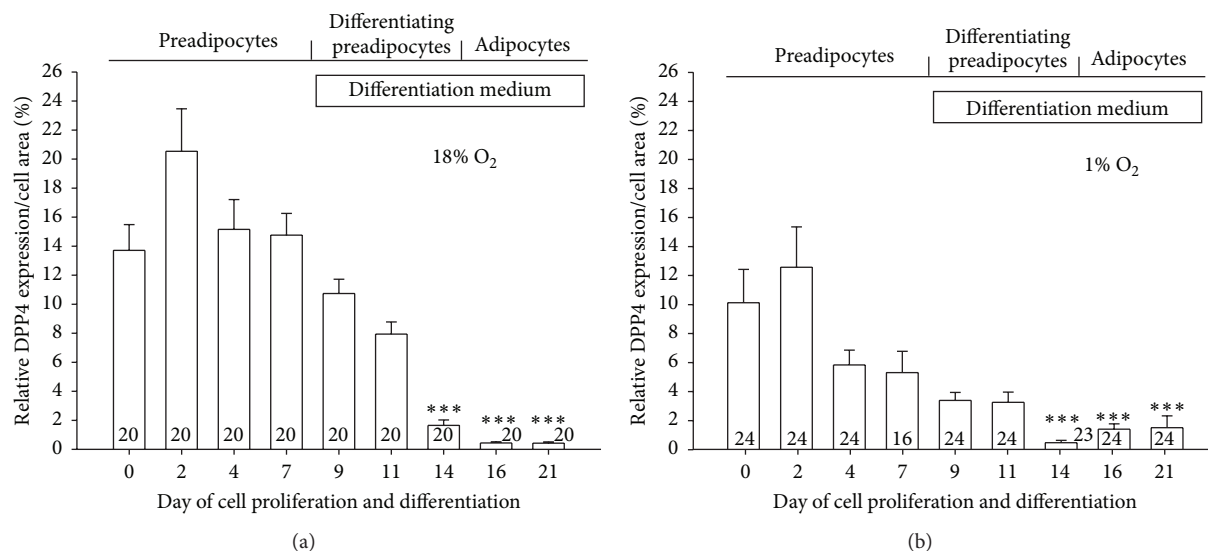 Preadipocytes
Differentiating
preadipocytes
Adipocytes
Differentiation medium
18% O₂
Relative DPP4 expression/cell area (%)
26
24
22
20
18
16
14
12
10
8
6
4
2
0
***
***
***
20 20 20 20 20 20 20 20 20
0 2 4 7 9 11 14 16 21
Day of cell proliferation and differentiation
(a)
Preadipocytes
Differentiating
preadipocytes
Adipocytes
Differentiation medium
1% O₂
Relative DPP4 expression/cell area (%)
26
24
22
20
18
16
14
12
10
8
6
4
2
0
***
***
***
24 24 24 16 24 24 23 24 24
0 2 4 7 9 11 14 16 21
Day of cell proliferation and differentiation
(b)